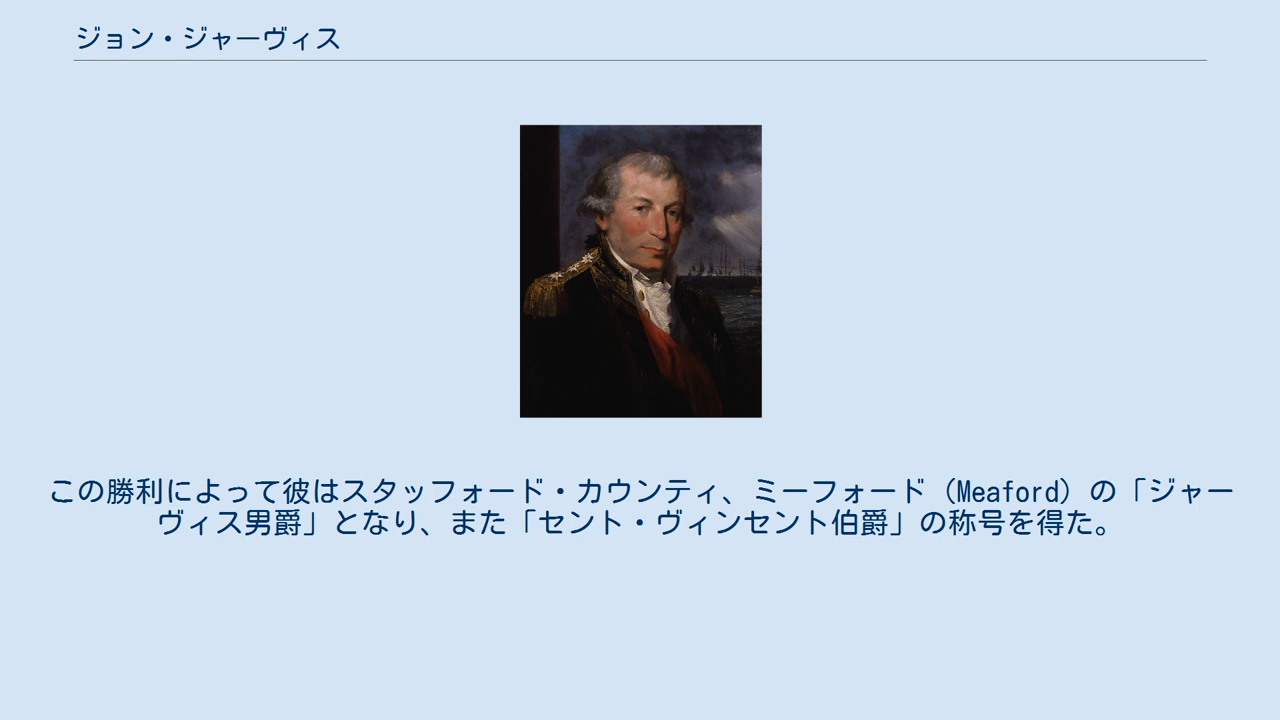 ジョン・ジャーヴィス
この勝利によって彼はスタッフォード・カウンティ、ミーフォード（Meaford）の「ジャー
ヴィス男爵」となり、また「セント・ヴィンセント伯爵」の称号を得た。